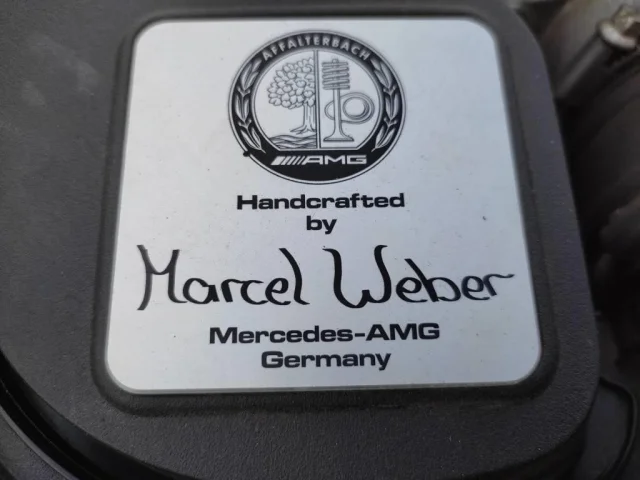 AFFALTERBACH
AMG
Handcrafted
by
Marcel Weber
Mercedes-AMG
Germany